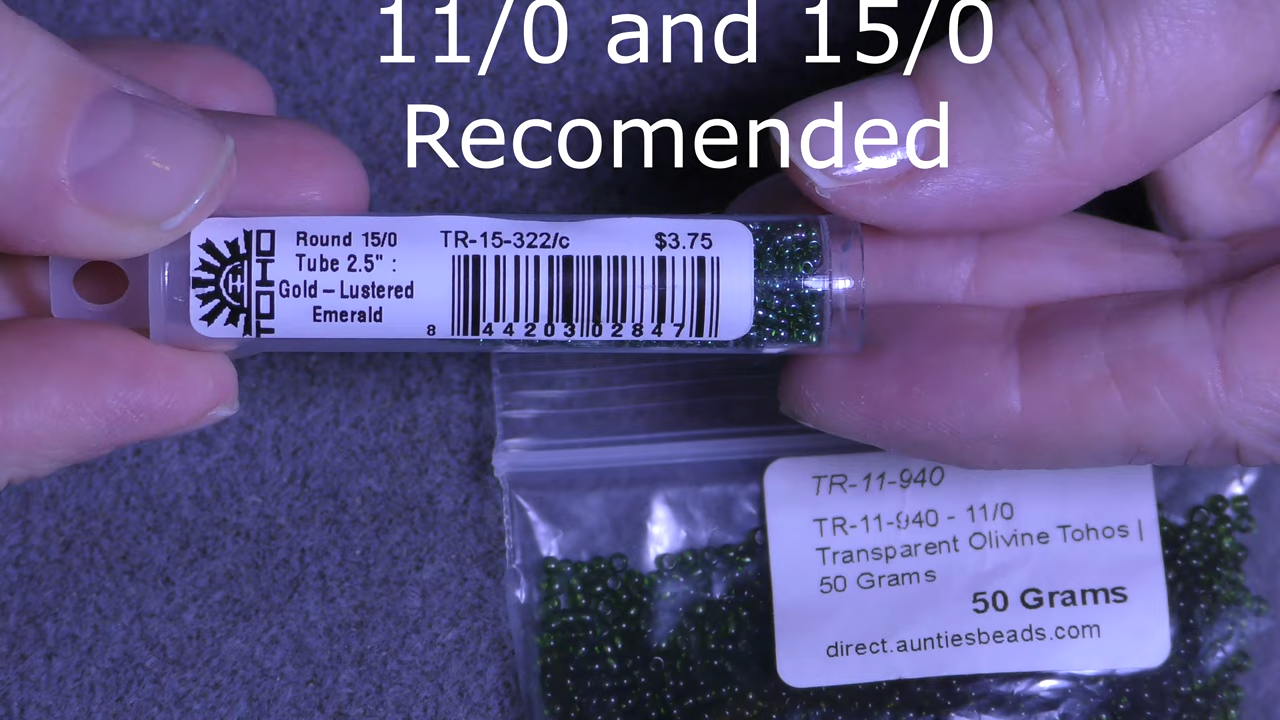 11/0 and 15/0
Recomended
TOHO
Round 15/0
Tube 2.5" :
Gold – Lustered
Emerald
TR-15-322/c
$3.75
8 44203 02847
TR-11-940
TR-11-940 - 11/0
Transparent Olivine Tohos |
50 Grams
50 Grams
direct.auntiesbeads.com